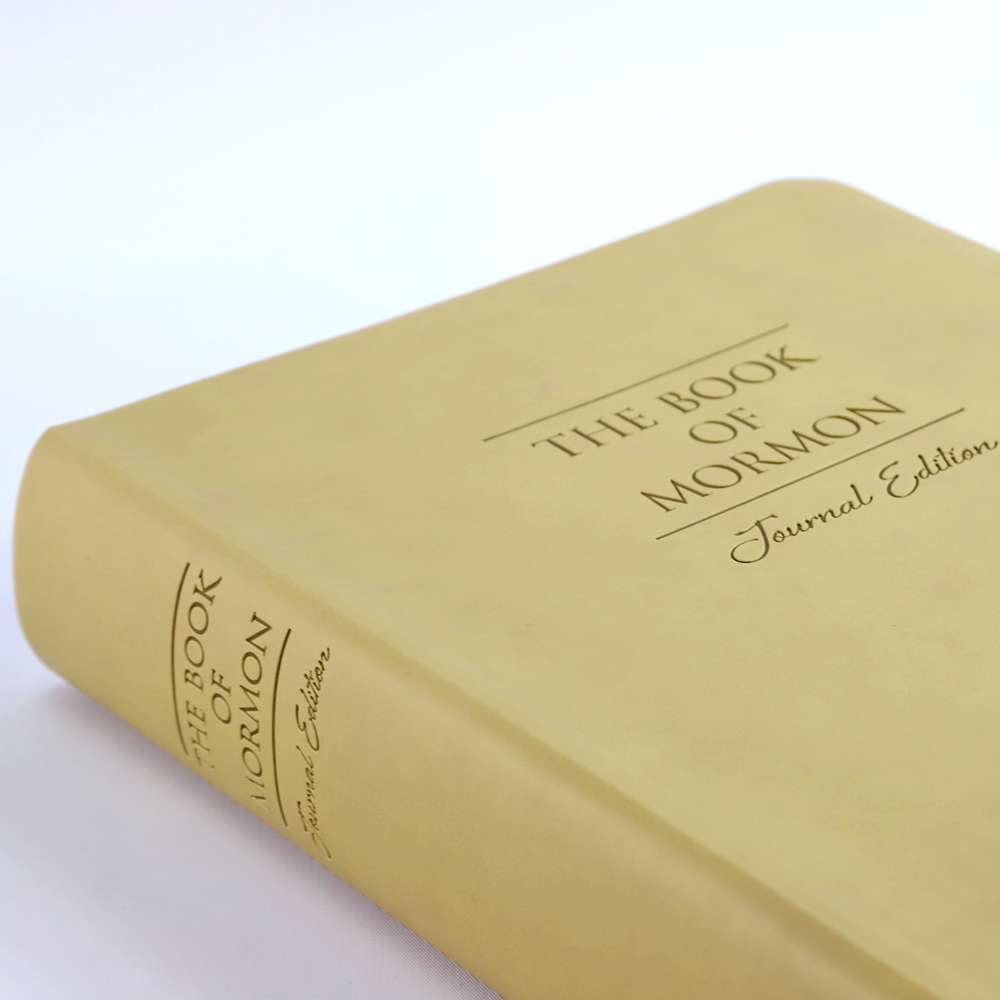 THE BOOK
OF
MORMON
Journal Edition
THE BOOK
OF
MORMON
Journal Edition